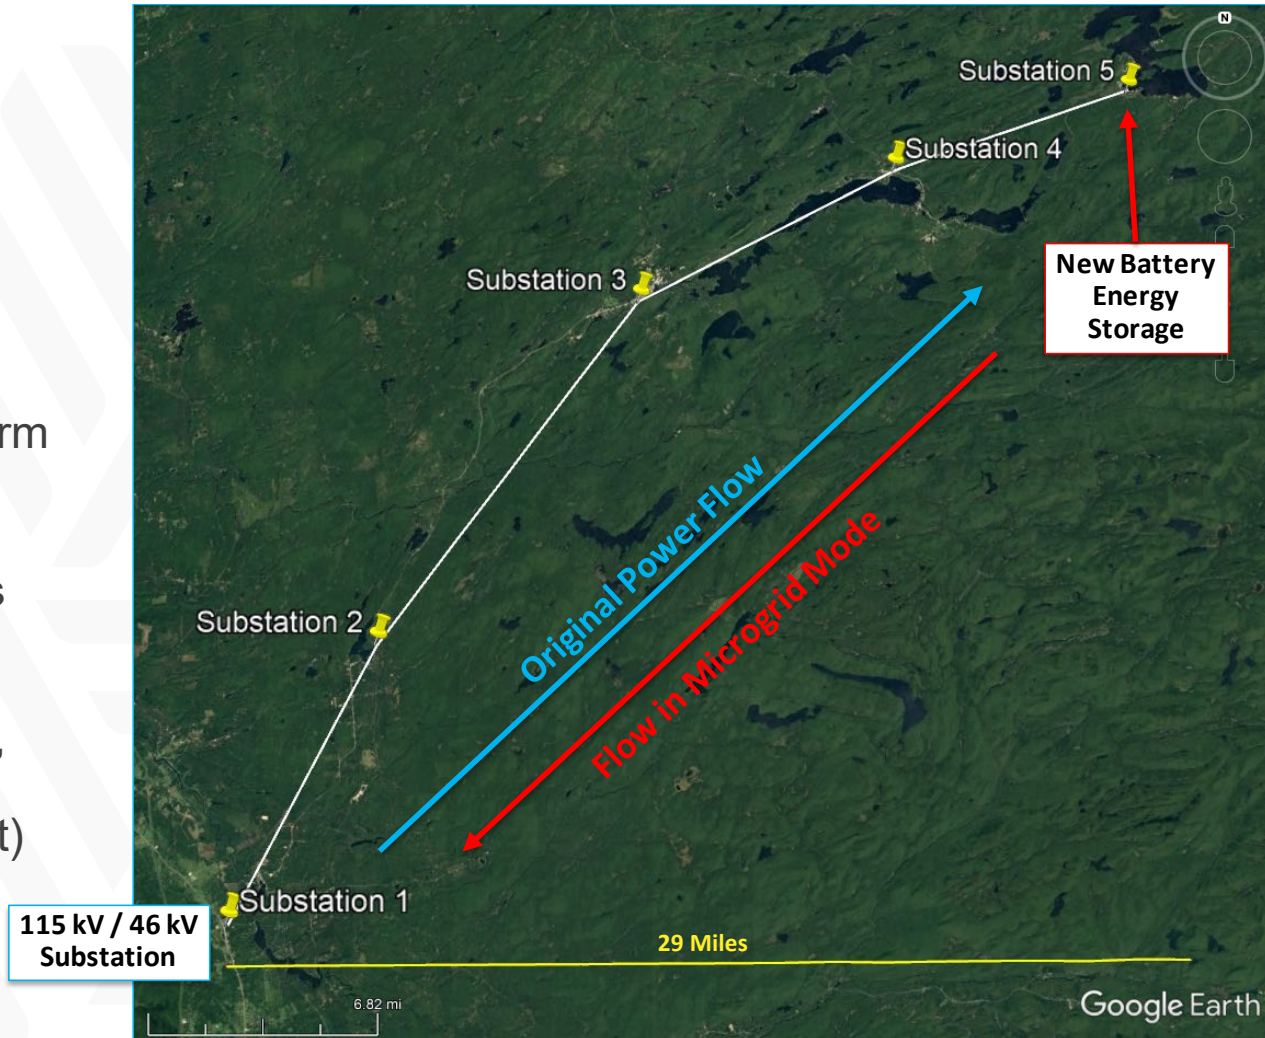 N
Substation 5
Substation 4
New Battery
Energy
Storage
Substation 3
rm
Original Power Flow
Flow in Microgrid Mode
s
Substation 2
,
t)
Substation 1
115 kV / 46 kV
Substation
29 Miles
6.82 mi
Google Earth